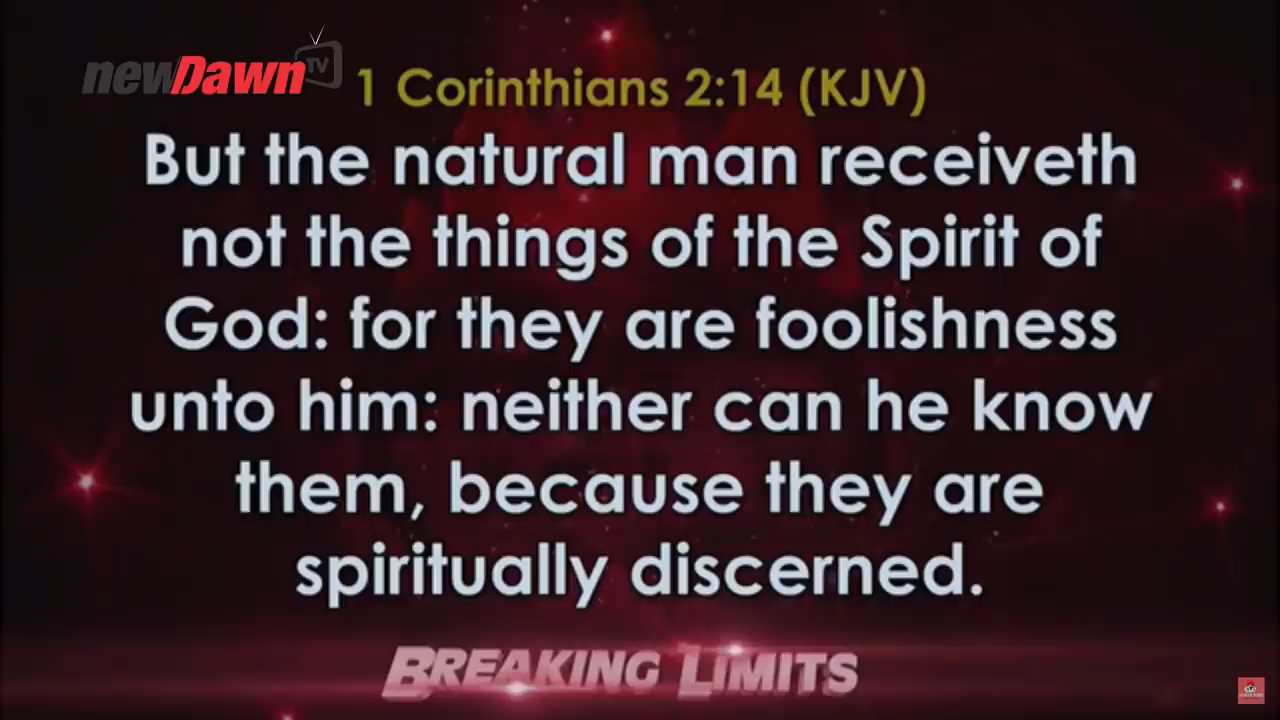 newDawn TV
1 Corinthians 2:14 (KJV)
But the natural man receiveth
not the things of the Spirit of
God: for they are foolishness
unto him: neither can he know
them, because they are
spiritually discerned.
BREAKING LIMITS